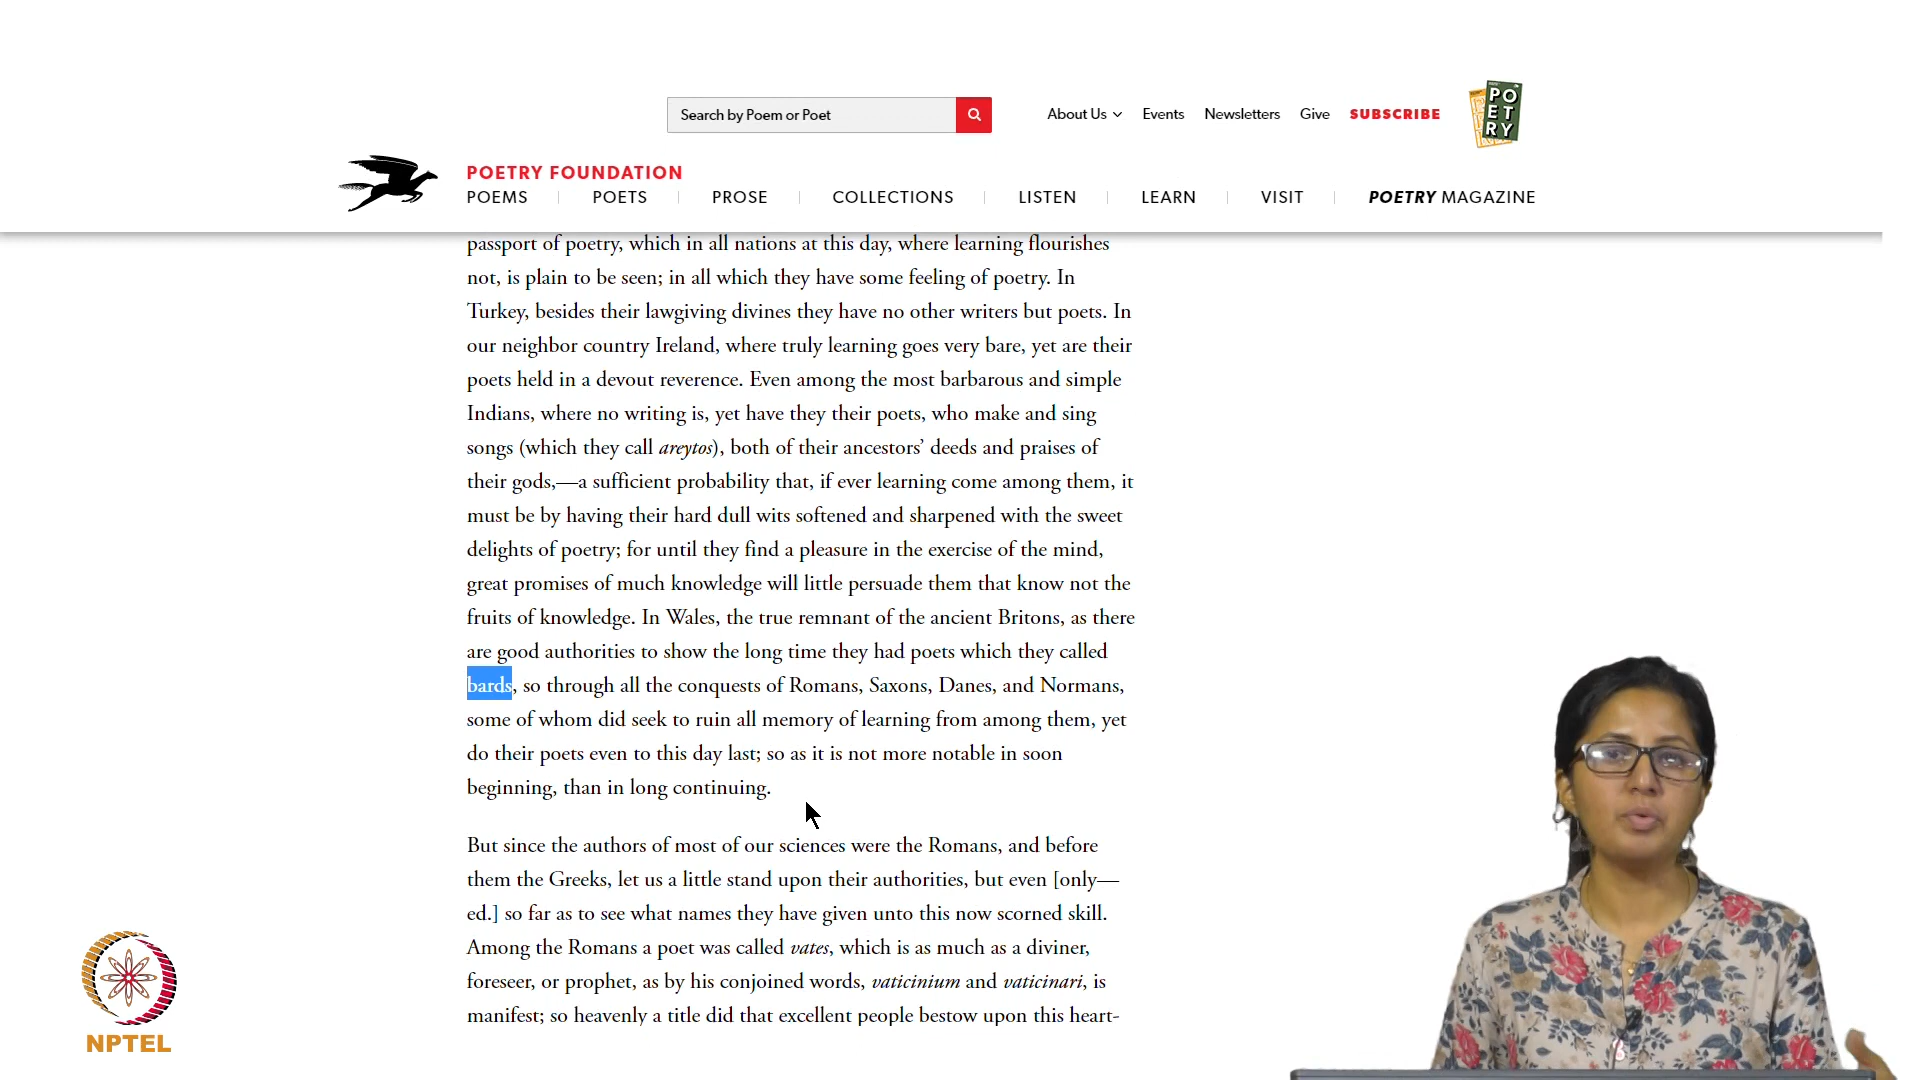 Search by Poem or Poet
About Us
Events
Newsletters
Give
SUBSCRIBE
PO
ET
RY
POETRY FOUNDATION
POEMS
POETS
PROSE
COLLECTIONS
LISTEN
LEARN
VISIT
POETRY MAGAZINE
passport of poetry, which in all nations at this day, where learning flourishes
not, is plain to be seen; in all which they have some feeling of poetry. In
Turkey, besides their lawgiving divines they have no other writers but poets. In
our neighbor country Ireland, where truly learning goes very bare, yet are their
poets held in a devout reverence. Even among the most barbarous and simple
Indians, where no writing is, yet have they their poets, who make and sing
songs (which they call areytos), both of their ancestors’ deeds and praises of
their gods,—a sufficient probability that, if ever learning come among them, it
must be by having their hard dull wits softened and sharpened with the sweet
delights of poetry; for until they find a pleasure in the exercise of the mind,
great promises of much knowledge will little persuade them that know not the
fruits of knowledge. In Wales, the true remnant of the ancient Britons, as there
are good authorities to show the long time they had poets which they called
bards, so through all the conquests of Romans, Saxons, Danes, and Normans,
some of whom did seek to ruin all memory of learning from among them, yet
do their poets even to this day last; so as it is not more notable in soon
beginning, than in long continuing.
But since the authors of most of our sciences were the Romans, and before
them the Greeks, let us a little stand upon their authorities, but even [only—
ed.] so far as to see what names they have given unto this now scorned skill.
Among the Romans a poet was called vates, which is as much as a diviner,
foreseer, or prophet, as by his conjoined words, vaticinium and vaticinari, is
manifest; so heavenly a title did that excellent people bestow upon this heart-
NPTEL